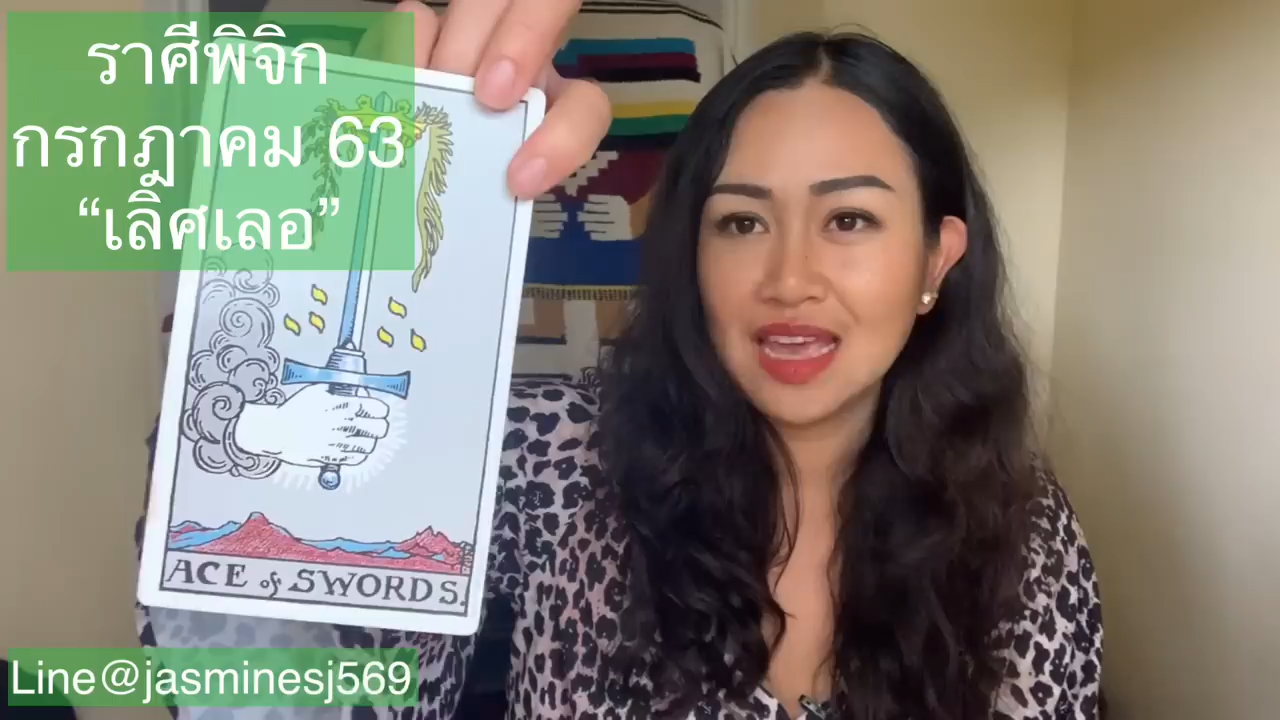 ราศีพิจิก
กรกฎาคม 63
“เลิศเลอ”
ACE of SWORDS.
Line@jasminesj569